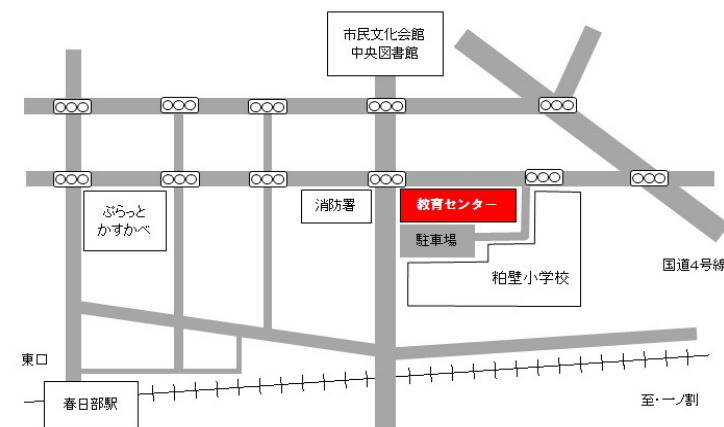 市民文化会館
中央図書館
ぷらっと
かすかべ
消防署
教育センター
駐車場
粕壁小学校
国道4号線
東口
春日部駅
至・一ノ割